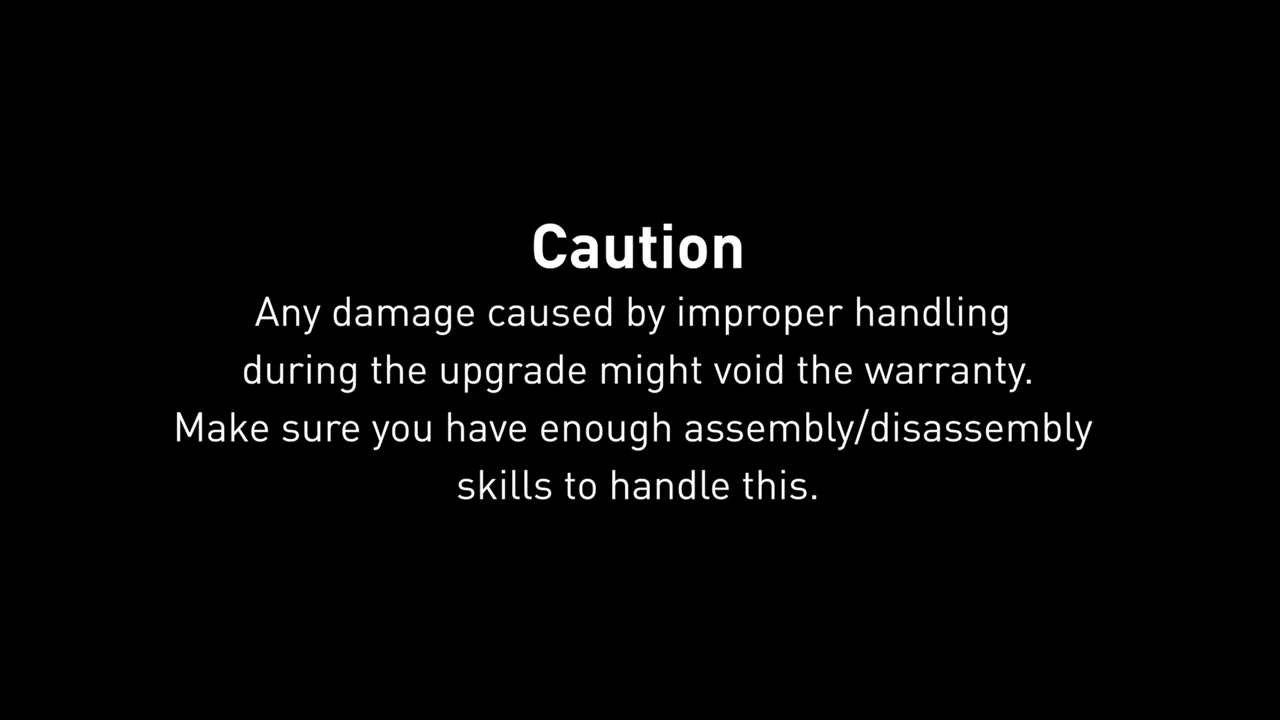 Caution
Any damage caused by improper handling
during the upgrade might void the warranty.
Make sure you have enough assembly/disassembly
skills to handle this.